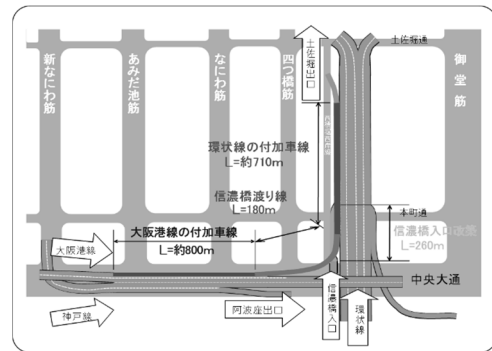 土佐堀出口
土佐堀通
新なにわ筋
あみだ池筋
なにわ筋
四つ橋筋
御堂筋
環状線の付加車線
L=約710m
信濃橋渡り線
L=180m
大阪港線の付加車線
L=約800m
本町通
信濃橋入口改築
L=260m
大阪港線
中央大通
神戸線
阿波座出口
信濃橋入口
環状線